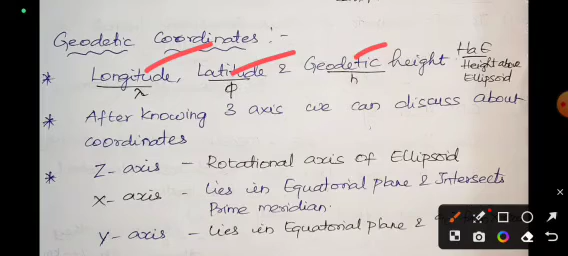 Geodetic Coordinates :-
* Longitude, Latitude & Geodetic height HaE
λ ϕ h Height above Ellipsoid
* After knowing 3 axis we can discuss about
coordinates
* Z-axis - Rotational axis of Ellipsoid
X-axis - Lies in Equatorial plane & Intersects
Prime meridian.
Y-axis - Lies in Equatorial plane &